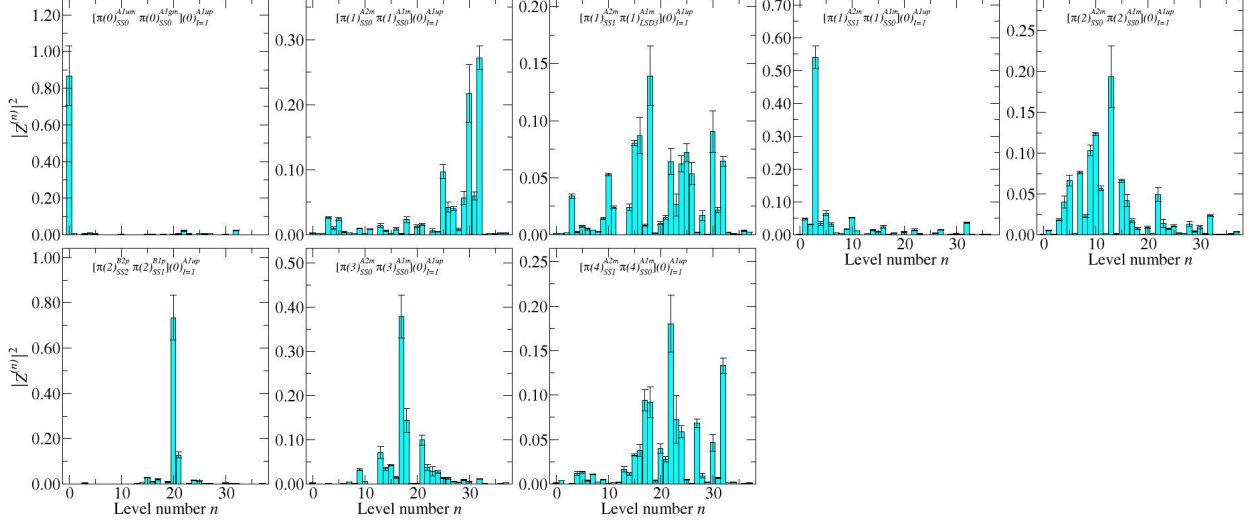 [π(0)_{SS0}^{A1um} π(0)_{SS0}^{A1gm}](0)_{I=1}^{A1up}
1.20
1.00
0.80
0.60
0.40
0.20
0.00
|Z^{(n)}|^2
[π(1)_{SS0}^{A2m} π(1)_{SS0}^{A1m}](0)_{I=1}^{A1up}
0.30
0.20
0.10
0.00
[π(1)_{SS1}^{A2m} π(1)_{LSD3}^{A1m}](0)_{I=1}^{A1up}
0.20
0.15
0.10
0.05
0.00
[π(1)_{SS1}^{A2m} π(1)_{SS0}^{A1m}](0)_{I=1}^{A1up}
0.70
0.60
0.50
0.40
0.30
0.20
0.10
0.00
0 10 20 30
Level number n
[π(2)_{SS0}^{A2m} π(2)_{SS0}^{A1m}](0)_{I=1}^{A1up}
0.25
0.20
0.15
0.10
0.05
0.00
0 10 20 30
Level number n
[π(2)_{SS2}^{B2p} π(2)_{SS1}^{B1p}](0)_{I=1}^{A1up}
1.00
0.80
0.60
0.40
0.20
0.00
|Z^{(n)}|^2
0 10 20 30
Level number n
[π(3)_{SS0}^{A2m} π(3)_{SS0}^{A1m}](0)_{I=1}^{A1up}
0.50
0.40
0.30
0.20
0.10
0.00
0 10 20 30
Level number n
[π(4)_{SS1}^{A2m} π(4)_{SS0}^{A1m}](0)_{I=1}^{A1up}
0.25
0.20
0.15
0.10
0.05
0.00
0 10 20 30
Level number n